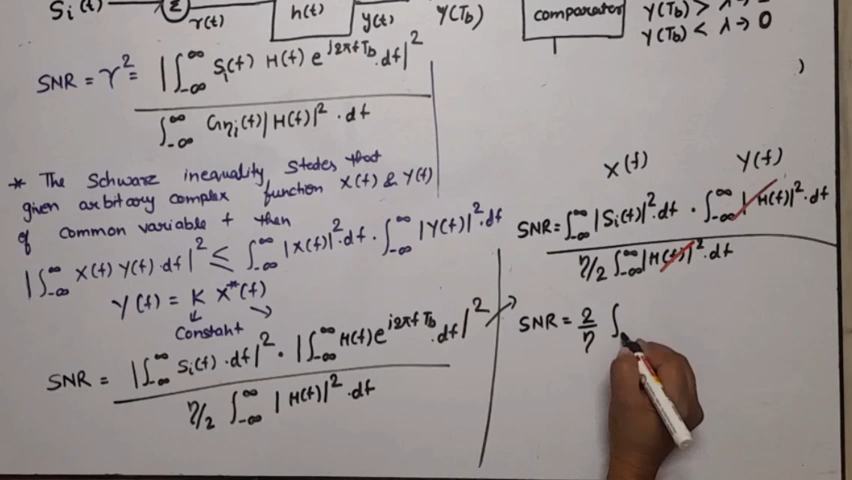 Si(t)
Σ
r(t)
h(t)
y(t)
Y(Tb)
comparator
Y(Tb) > λ → 1
Y(Tb) < λ → 0
SNR = γ² = |∫-∞^∞ Si(f) H(f) e^j2πfTb .df|²
∫-∞^∞ Gηi(f) |H(f)|² . df
* The Schwarz inequality states that
given arbitary complex function X(f) & Y(f)
of common variable f then
|∫-∞^∞ X(f) Y(f) .df|² ≤ ∫-∞^∞ |X(f)|² .df . ∫-∞^∞ |Y(f)|² .df
Y(f) = K X*(f)
Constant
SNR = |∫-∞^∞ Si(f) .df|² . |∫-∞^∞ H(f) e^j2πfTb .df|²
η/2 ∫-∞^∞ |H(f)|² .df
X(f) Y(f)
SNR = ∫-∞^∞ |Si(f)|² .df . ∫-∞^∞ |H(f)|² .df
η/2 ∫-∞^∞ |H(f)|² .df
SNR = 2/η ∫